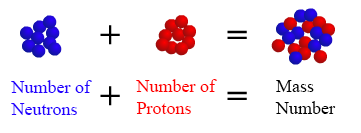 + =
Number of Neutrons + Number of Protons = Mass Number